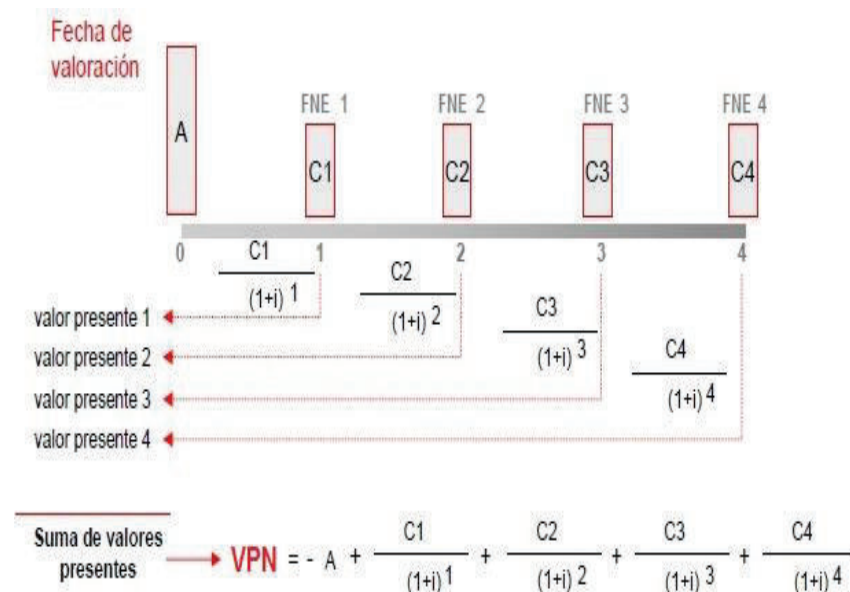 Fecha de
valoración
A
FNE 1
FNE 2
FNE 3
FNE 4
C1
C2
C3
C4
0
1
2
3
4
C1
(1+i) 1
C2
(1+i) 2
C3
(1+i) 3
C4
(1+i) 4
valor presente 1
valor presente 2
valor presente 3
valor presente 4
Suma de valores
presentes
VPN = - A + C1 / (1+i) 1 + C2 / (1+i) 2 + C3 / (1+i) 3 + C4 / (1+i) 4